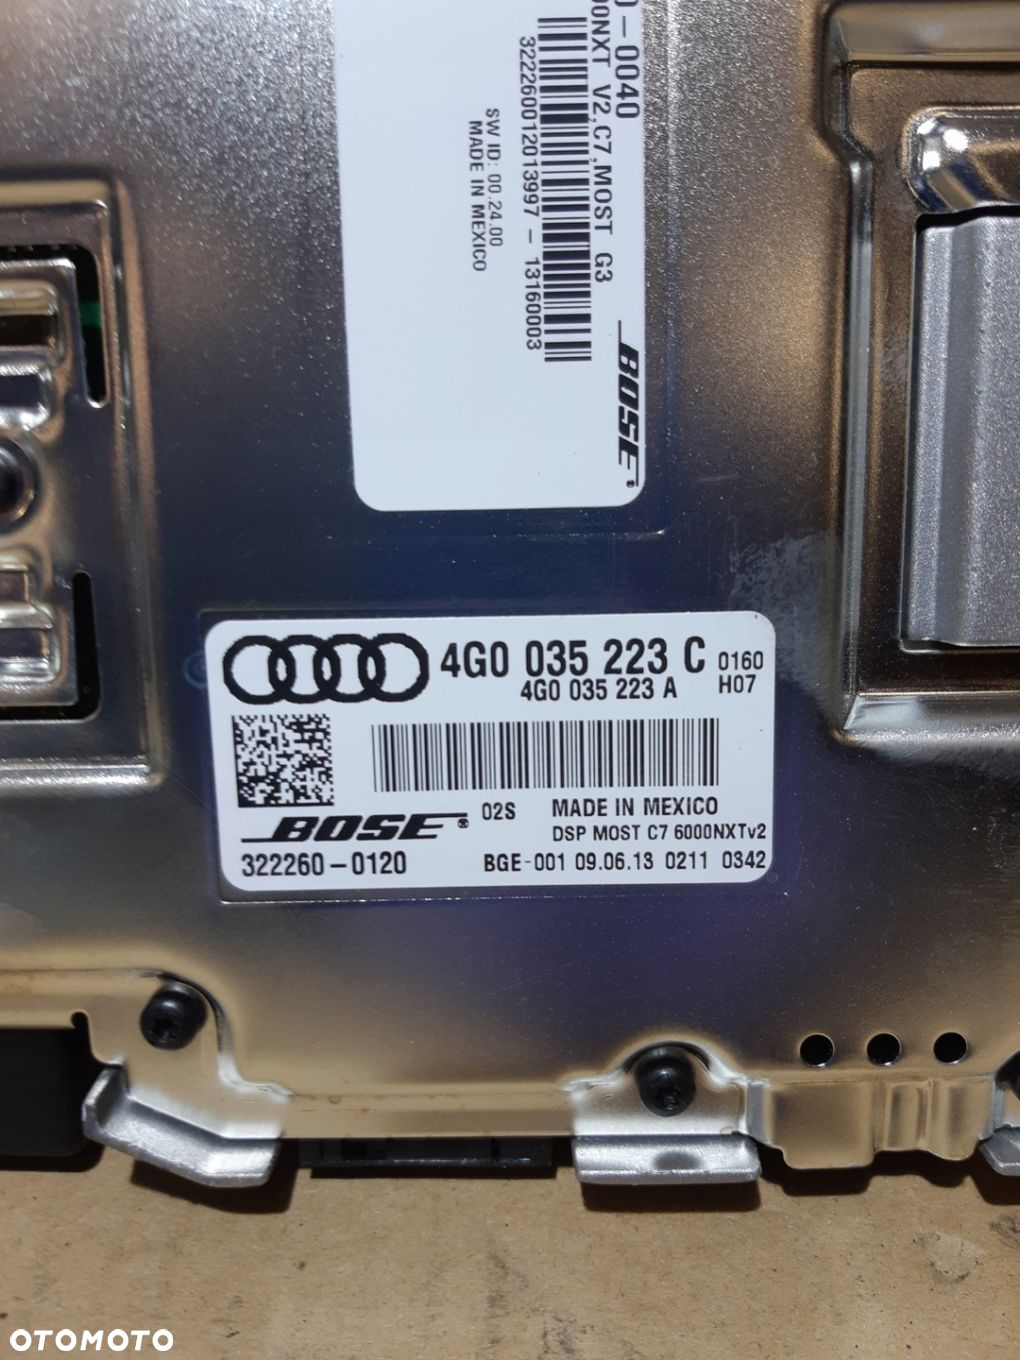 0-0040
00NXT V2,C7,MOST G3
322260012013997 - 13160003
SW ID: 00.24.00
MADE IN MEXICO
BOSE®
4G0 035 223 C 0160
4G0 035 223 A H07
BOSE® 02S MADE IN MEXICO
DSP MOST C7 6000NXTv2
322260-0120 BGE-001 09.06.13 0211 0342
OTOMOTO